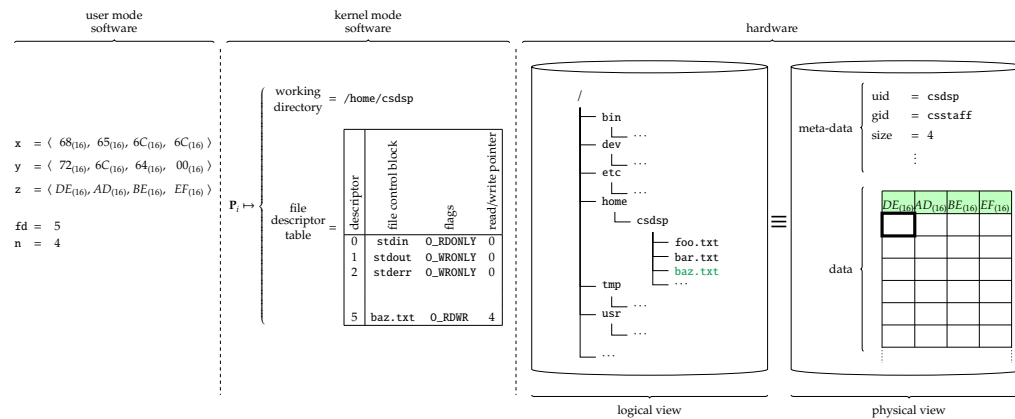 user mode
software
kernel mode
software
hardware
x = ⟨ 68(16), 65(16), 6C(16), 6C(16) ⟩
y = ⟨ 72(16), 6C(16), 64(16), 00(16) ⟩
z = ⟨ DE(16), AD(16), BE(16), EF(16) ⟩
fd = 5
n = 4
Pi ↦
working
directory = /home/csdsp
file
descriptor
table =
descriptor file control block flags read/write pointer
0 stdin O_RDONLY 0
1 stdout O_WRONLY 0
2 stderr O_WRONLY 0
5 baz.txt O_RDWR 4
/
bin
...
dev
...
etc
...
home
csdsp
foo.txt
bar.txt
baz.txt
...
tmp
...
usr
...
...
logical view
≡
meta-data
uid = csdsp
gid = csstaff
size = 4
⋮
data
DE(16) AD(16) BE(16) EF(16)
physical view